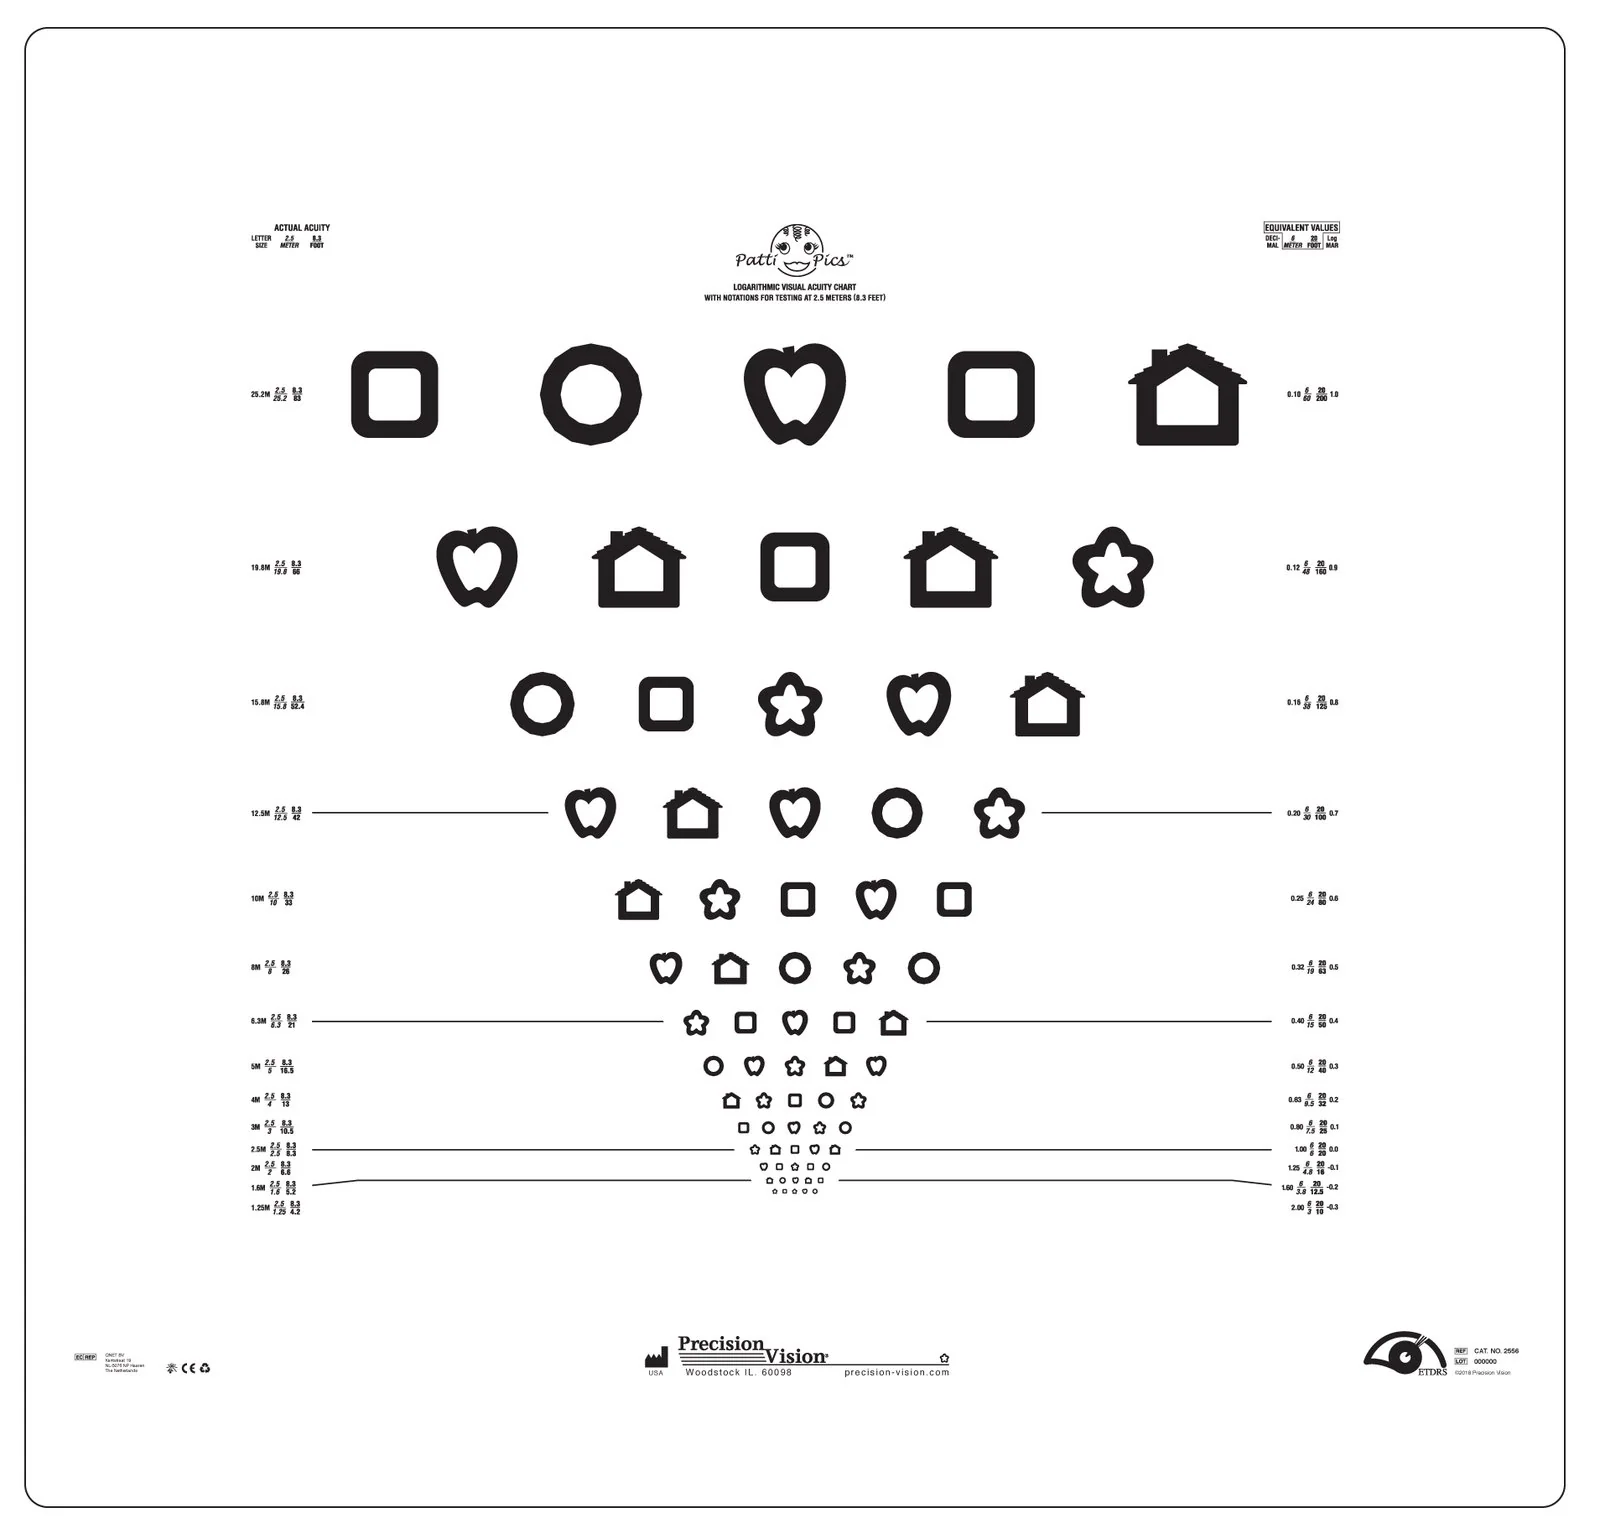 ACTUAL ACUITY
LETTER SIZE 2.5 METER 8.3 FOOT
EQUIVALENT VALUES
DECI-MAL 6 METER 20 FOOT Log MAR
Patti Pics™
LOGARITHMIC VISUAL ACUITY CHART
WITH NOTATIONS FOR TESTING AT 2.5 METERS (8.3 FEET)
25.2M 2.5/25.2 8.3/83 0.10 6/60 20/200 1.0
19.8M 2.5/19.8 8.3/66 0.12 6/48 20/160 0.9
15.8M 2.5/15.8 8.3/52.4 0.16 6/38 20/125 0.8
12.5M 2.5/12.5 8.3/42 0.20 6/30 20/100 0.7
10M 2.5/10 8.3/33 0.25 6/24 20/80 0.6
8M 2.5/8 8.3/26 0.32 6/19 20/63 0.5
6.3M 2.5/6.3 8.3/21 0.40 6/15 20/50 0.4
5M 2.5/5 8.3/16.5 0.50 6/12 20/40 0.3
4M 2.5/4 8.3/13 0.63 6/9.5 20/32 0.2
3M 2.5/3 8.3/10.5 0.80 6/7.5 20/25 0.1
2.5M 2.5/2.5 8.3/8.3 1.00 6/6 20/20 0.0
2M 2.5/2 8.3/6.6 1.25 6/4.8 20/16 -0.1
1.6M 2.5/1.6 8.3/5.2 1.60 6/3.8 20/12.5 -0.2
1.25M 2.5/1.25 8.3/4.2 2.00 6/3 20/10 -0.3
EC REP
QNET BV
The Netherlands
CE
USA
Precision Vision
Woodstock IL. 60098 precision-vision.com
ETDRS
REF CAT. NO. 2556
LOT 000000
©2018 Precision Vision